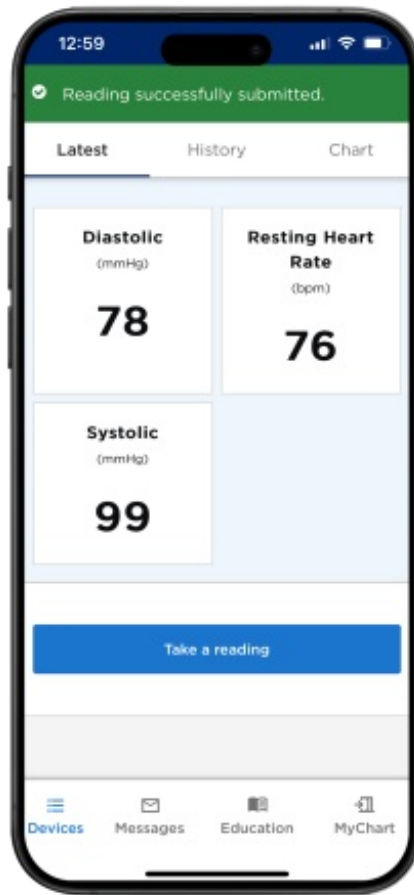 12:59
Reading successfully submitted.
Latest History Chart
Diastolic
(mmHg)
78
Resting Heart
Rate
(bpm)
76
Systolic
(mmHg)
99
Take a reading
Devices Messages Education MyChart